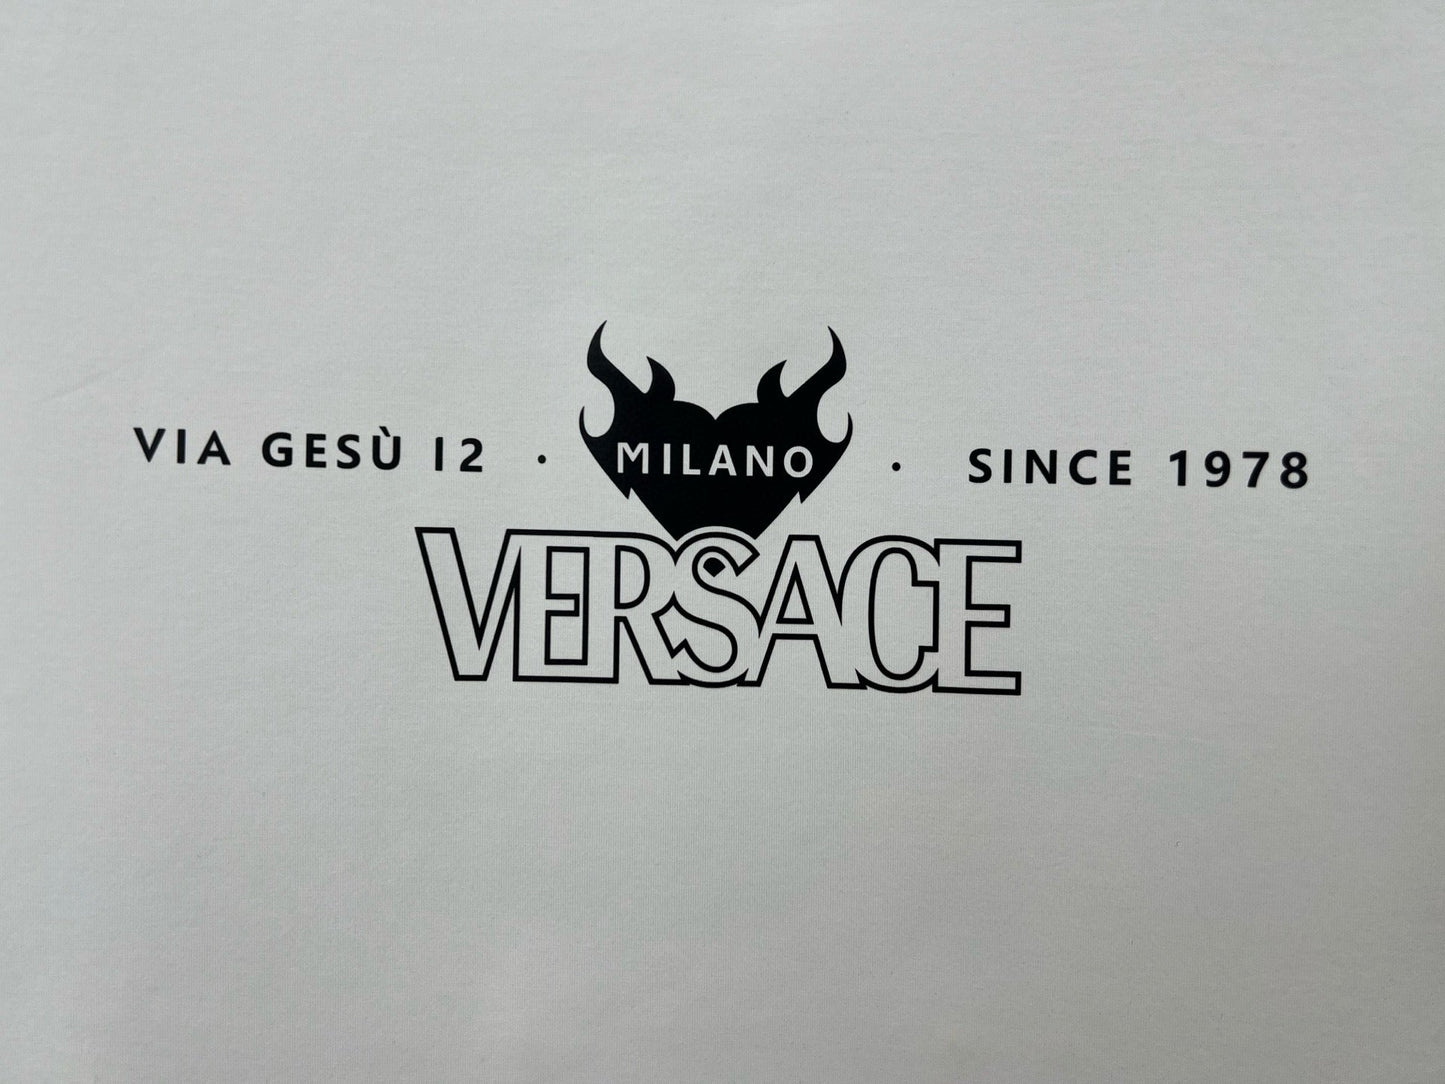 VIA GESÙ 12 · MILANO · SINCE 1978
VERSACE